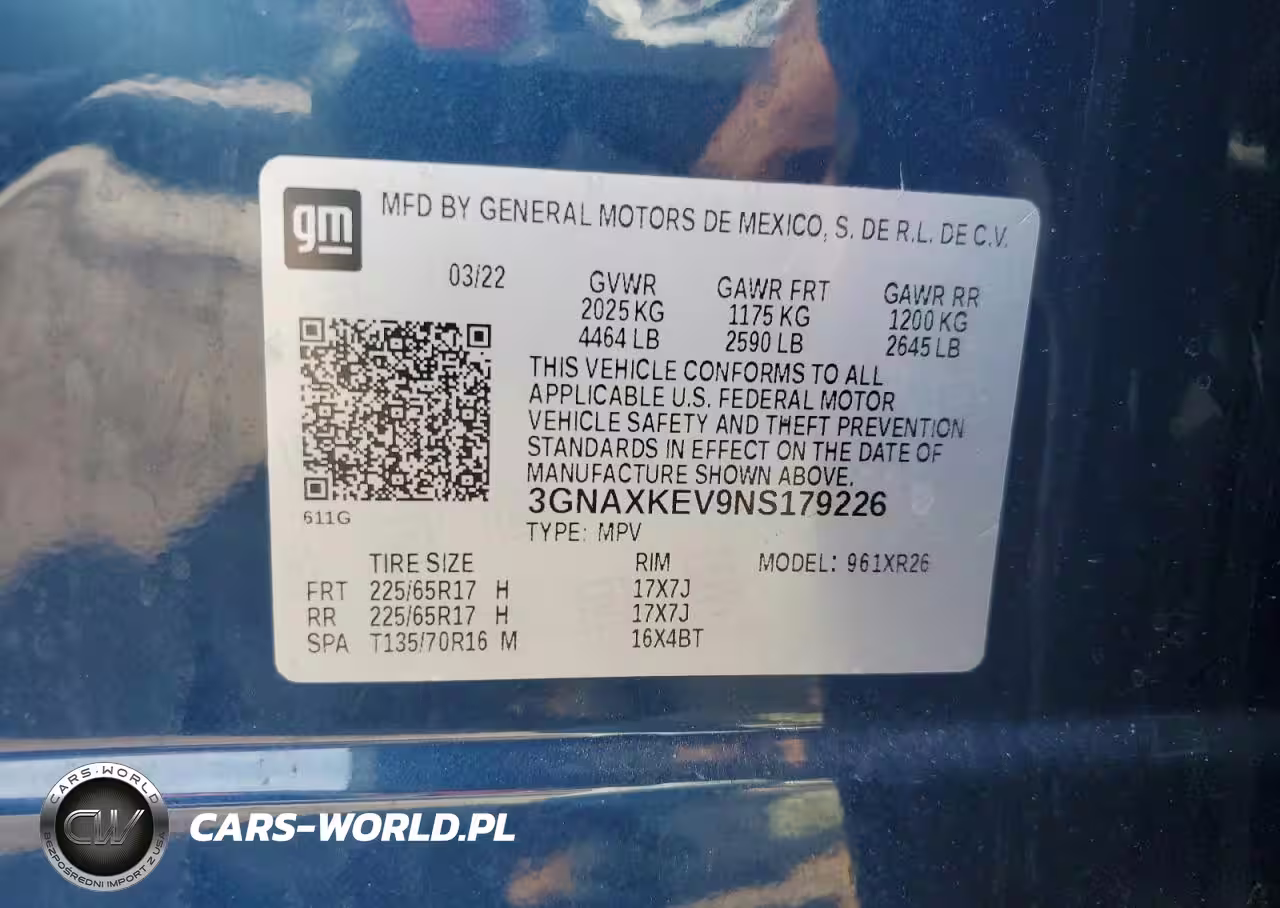 gm
MFD BY GENERAL MOTORS DE MEXICO, S. DE R.L. DE C.V.
03/22 GVWR GAWR FRT GAWR RR
2025 KG 1175 KG 1200 KG
4464 LB 2590 LB 2645 LB
THIS VEHICLE CONFORMS TO ALL
APPLICABLE U.S. FEDERAL MOTOR
VEHICLE SAFETY AND THEFT PREVENTION
STANDARDS IN EFFECT ON THE DATE OF
MANUFACTURE SHOWN ABOVE.
3GNAXKEV9NS179226
611G
TYPE: MPV
TIRE SIZE RIM MODEL: 961XR26
FRT 225/65R17 H 17X7J
RR 225/65R17 H 17X7J
SPA T135/70R16 M 16X4BT
CARS-WORLD
CW
BEZPOŚREDNI IMPORT Z USA
CARS-WORLD.PL